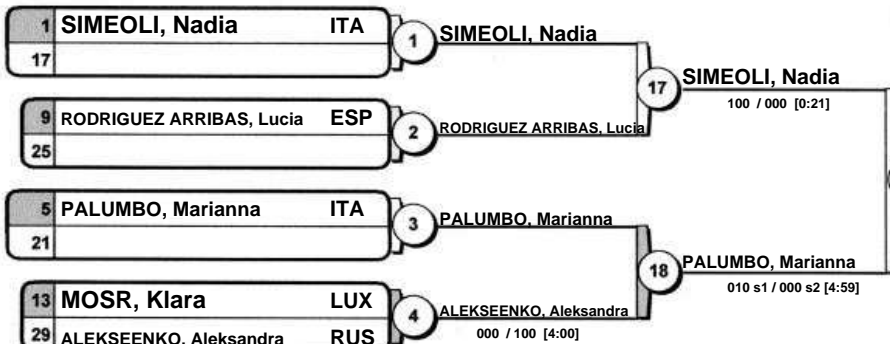 1 SIMEOLI, Nadia ITA
17
1 SIMEOLI, Nadia
9 RODRIGUEZ ARRIBAS, Lucia ESP
25
2 RODRIGUEZ ARRIBAS, Lucia
17 SIMEOLI, Nadia
100 / 000 [0:21]
5 PALUMBO, Marianna ITA
21
3 PALUMBO, Marianna
13 MOSR, Klara LUX
29 ALEKSEENKO, Aleksandra RUS
4 ALEKSEENKO, Aleksandra
000 / 100 [4:00]
18 PALUMBO, Marianna
010 s1 / 000 s2 [4:59]